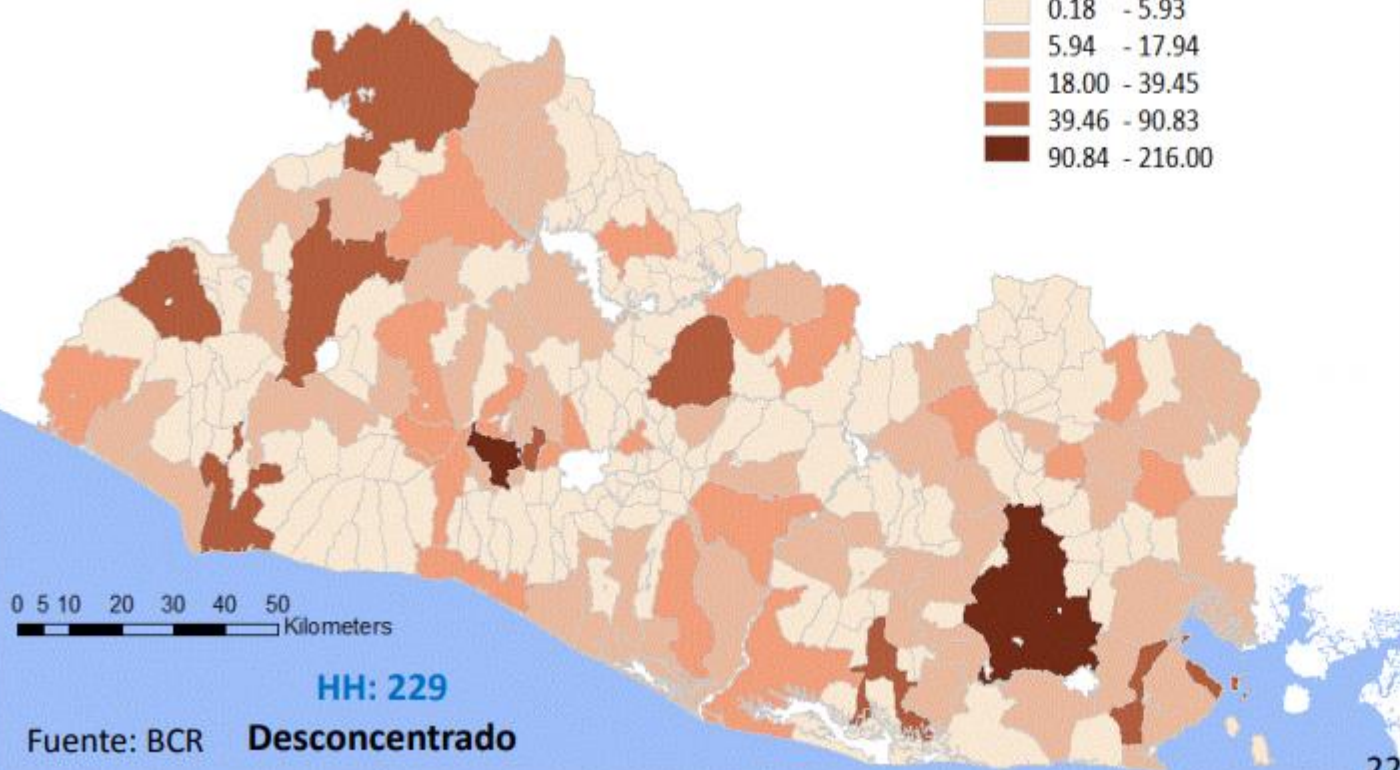 0.18 - 5.93
5.94 - 17.94
18.00 - 39.45
39.46 - 90.83
90.84 - 216.00
0 5 10 20 30 40 50
Kilometers
HH: 229
Fuente: BCR Desconcentrado